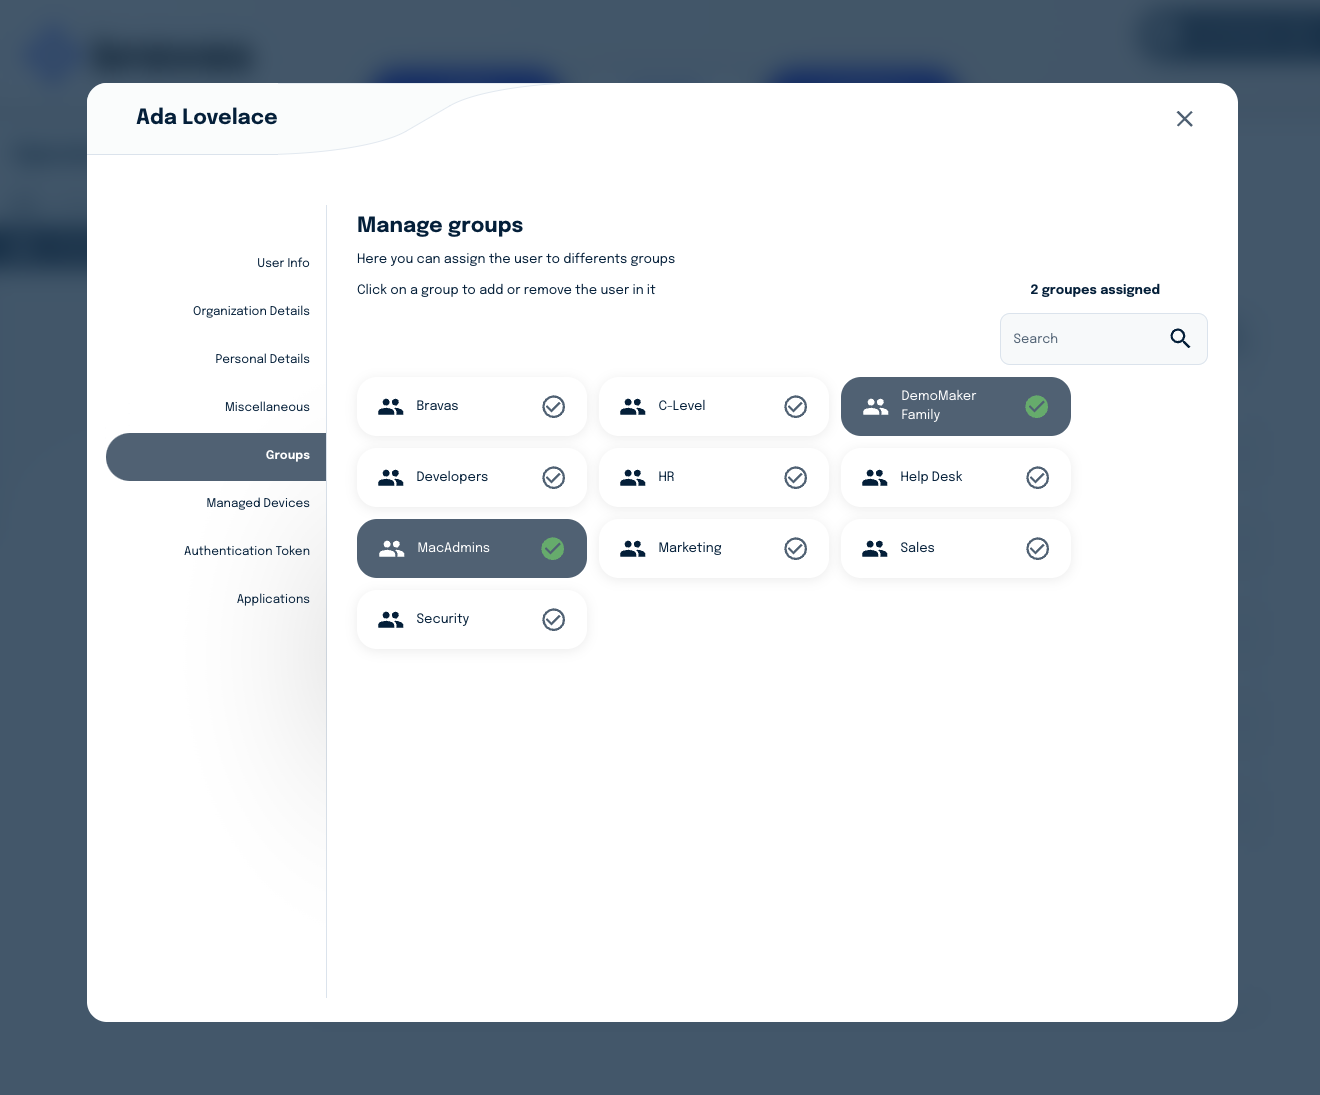 Ada Lovelace
User Info
Organization Details
Personal Details
Miscellaneous
Groups
Managed Devices
Authentication Token
Applications
Manage groups
Here you can assign the user to differents groups
Click on a group to add or remove the user in it
2 groupes assigned
Search
Bravas
C-Level
DemoMaker
Family
Developers
HR
Help Desk
MacAdmins
Marketing
Sales
Security